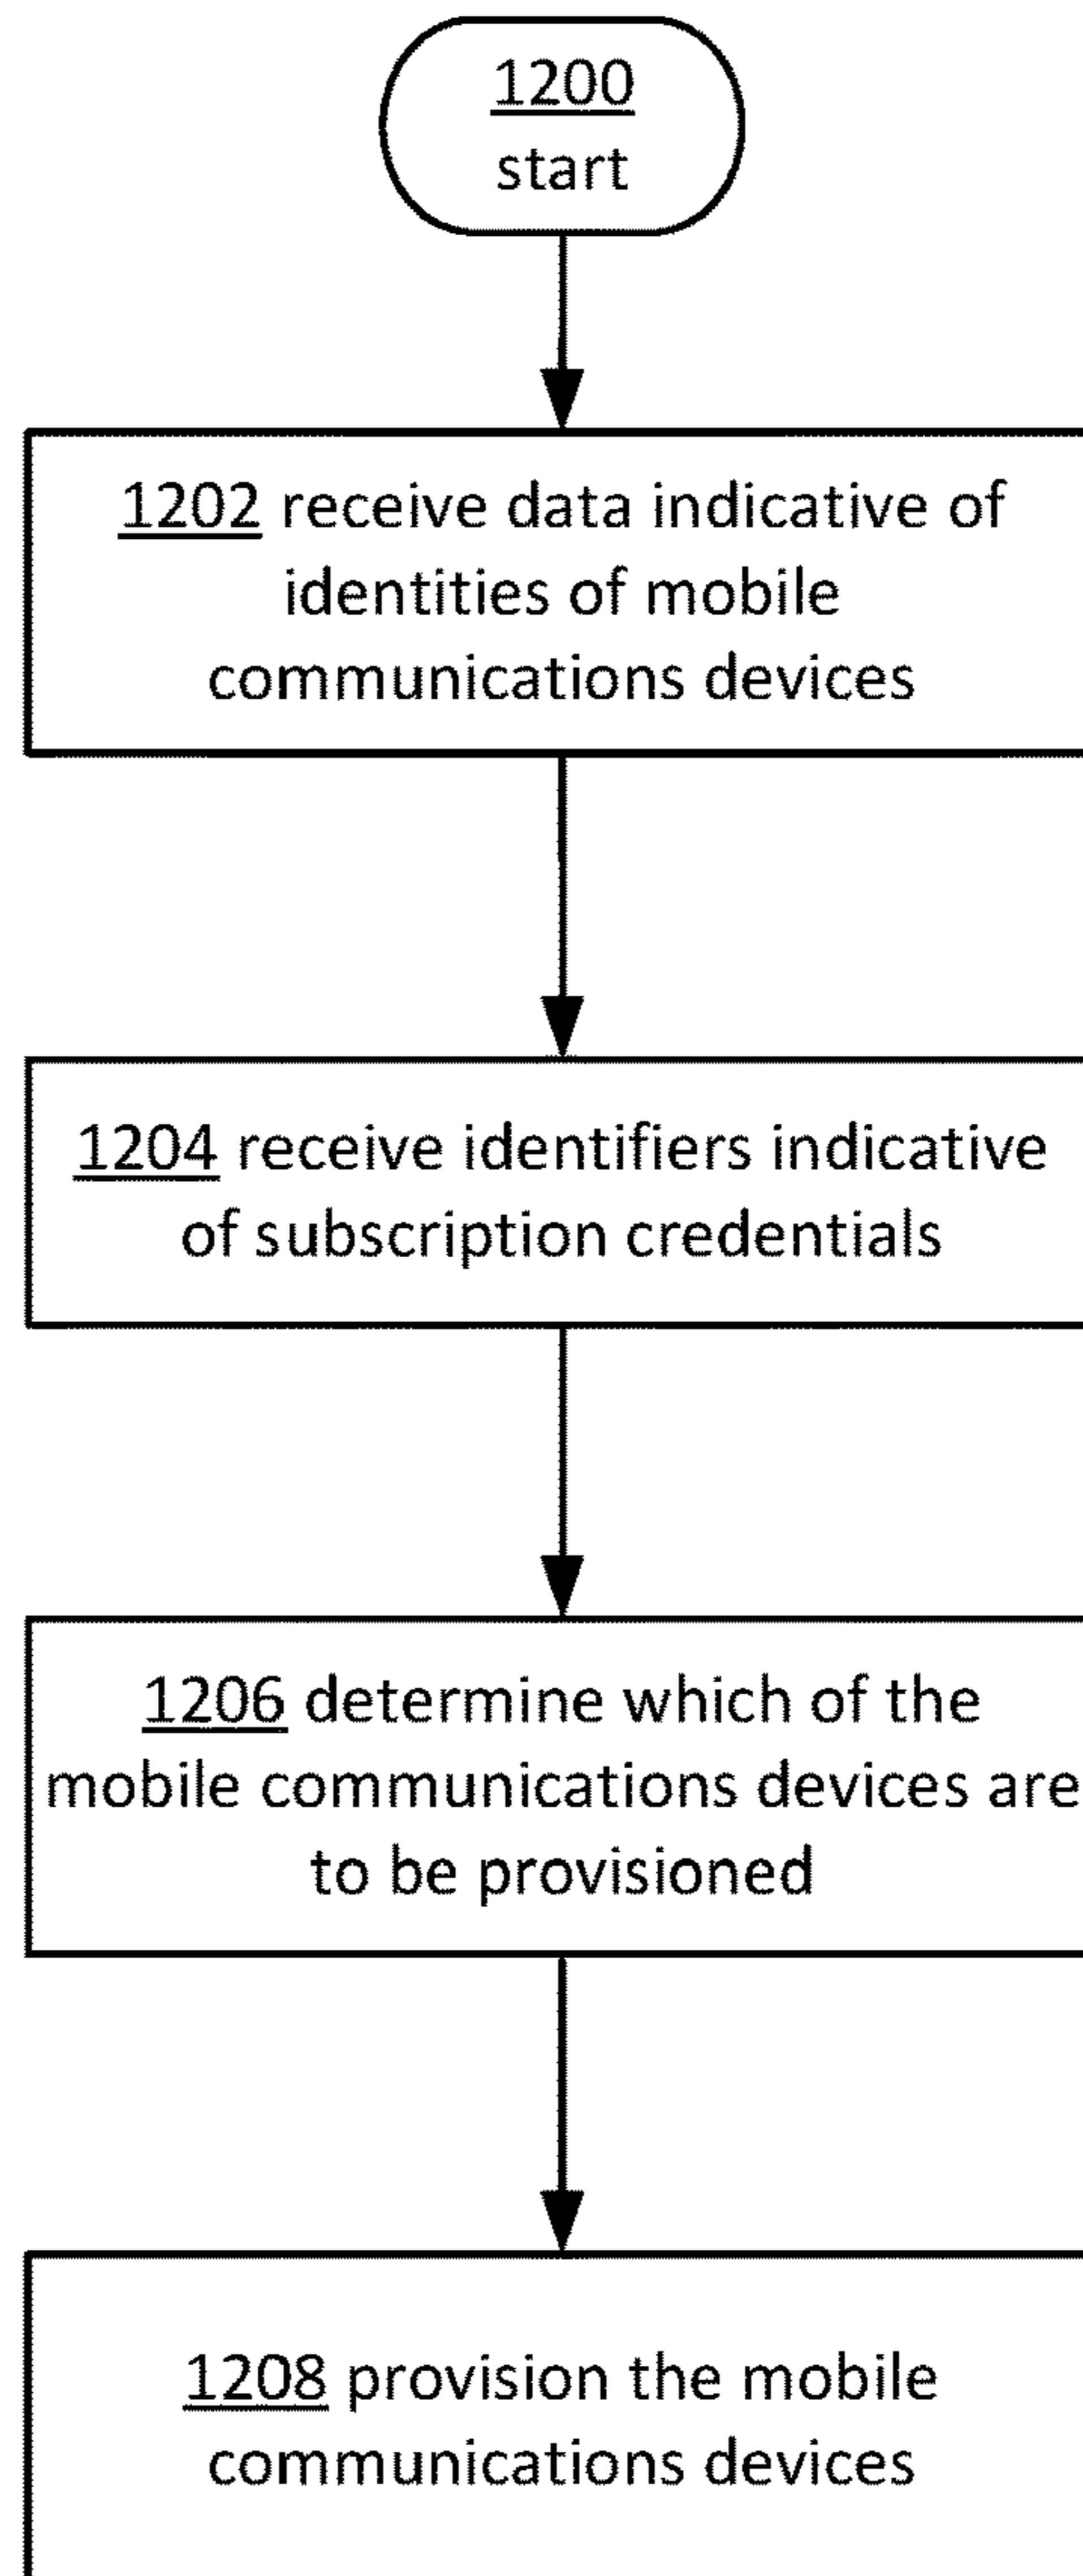 1200
start
1202 receive data indicative of
identities of mobile
communications devices
1204 receive identifiers indicative
of subscription credentials
1206 determine which of the
mobile communications devices are
to be provisioned
1208 provision the mobile
communications devices